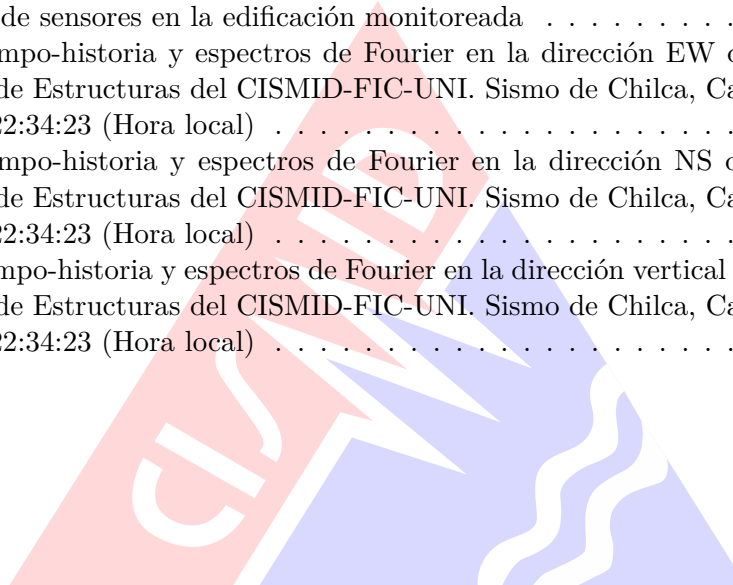 de sensores en la edificación monitoreada . . . . . . . . .
mpo-historia y espectros de Fourier en la dirección EW
de Estructuras del CISMID-FIC-UNI. Sismo de Chilca, Ca
22:34:23 (Hora local) . . . . . . . . . . . . . . . . . . . . . .
mpo-historia y espectros de Fourier en la dirección NS
de Estructuras del CISMID-FIC-UNI. Sismo de Chilca, Ca
22:34:23 (Hora local) . . . . . . . . . . . . . . . . . . . . . .
mpo-historia y espectros de Fourier en la dirección vertical
de Estructuras del CISMID-FIC-UNI. Sismo de Chilca, Ca
22:34:23 (Hora local) . . . . . . . . . . . . . . . . . . . . . .
CISMID